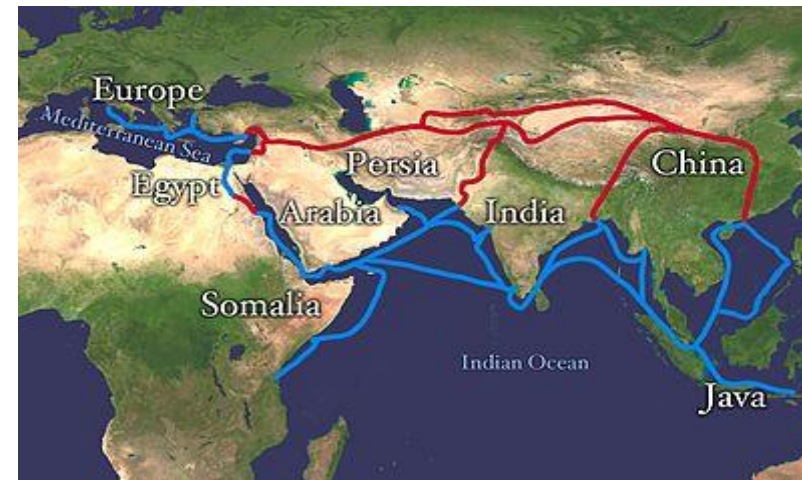 Europe
Mediterranean Sea
Egypt
Persia
China
Arabia
India
Somalia
Indian Ocean
Java